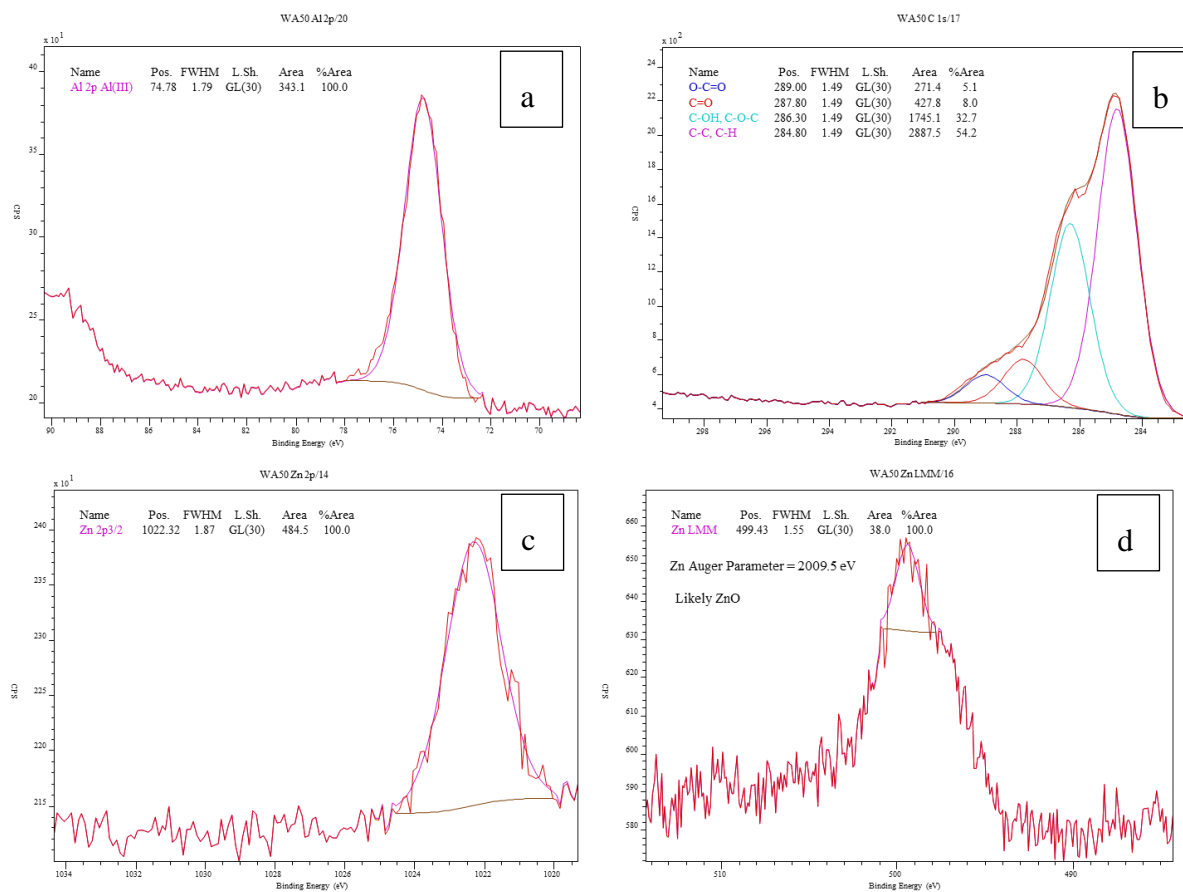 WA50 Al 2p/20
x 10¹
a
Name Pos. FWHM L.Sh. Area %Area
Al 2p Al(III) 74.78 1.79 GL(30) 343.1 100.0
40
35
30
25
20
CPS
90 88 86 84 82 80 78 76 74 72 70
Binding Energy (eV)
WA50 C 1s/17
x 10²
b
Name Pos. FWHM L.Sh. Area %Area
O-C=O 289.00 1.49 GL(30) 271.4 5.1
C=O 287.80 1.49 GL(30) 427.8 8.0
C-OH, C-O-C 286.30 1.49 GL(30) 1745.1 32.7
C-C, C-H 284.80 1.49 GL(30) 2887.5 54.2
24
22
20
18
16
14
12
10
8
6
4
CPS
298 296 294 292 290 288 286 284
Binding Energy (eV)
WA50 Zn 2p/14
x 10¹
c
Name Pos. FWHM L.Sh. Area %Area
Zn 2p3/2 1022.32 1.87 GL(30) 484.5 100.0
240
235
230
225
220
215
CPS
1034 1032 1030 1028 1026 1024 1022 1020
Binding Energy (eV)
WA50 Zn LMM/16
d
Name Pos. FWHM L.Sh. Area %Area
Zn LMM 499.43 1.55 GL(30) 38.0 100.0
Zn Auger Parameter = 2009.5 eV
Likely ZnO
660
650
640
630
620
610
600
590
580
CPS
510 500 490
Binding Energy (eV)